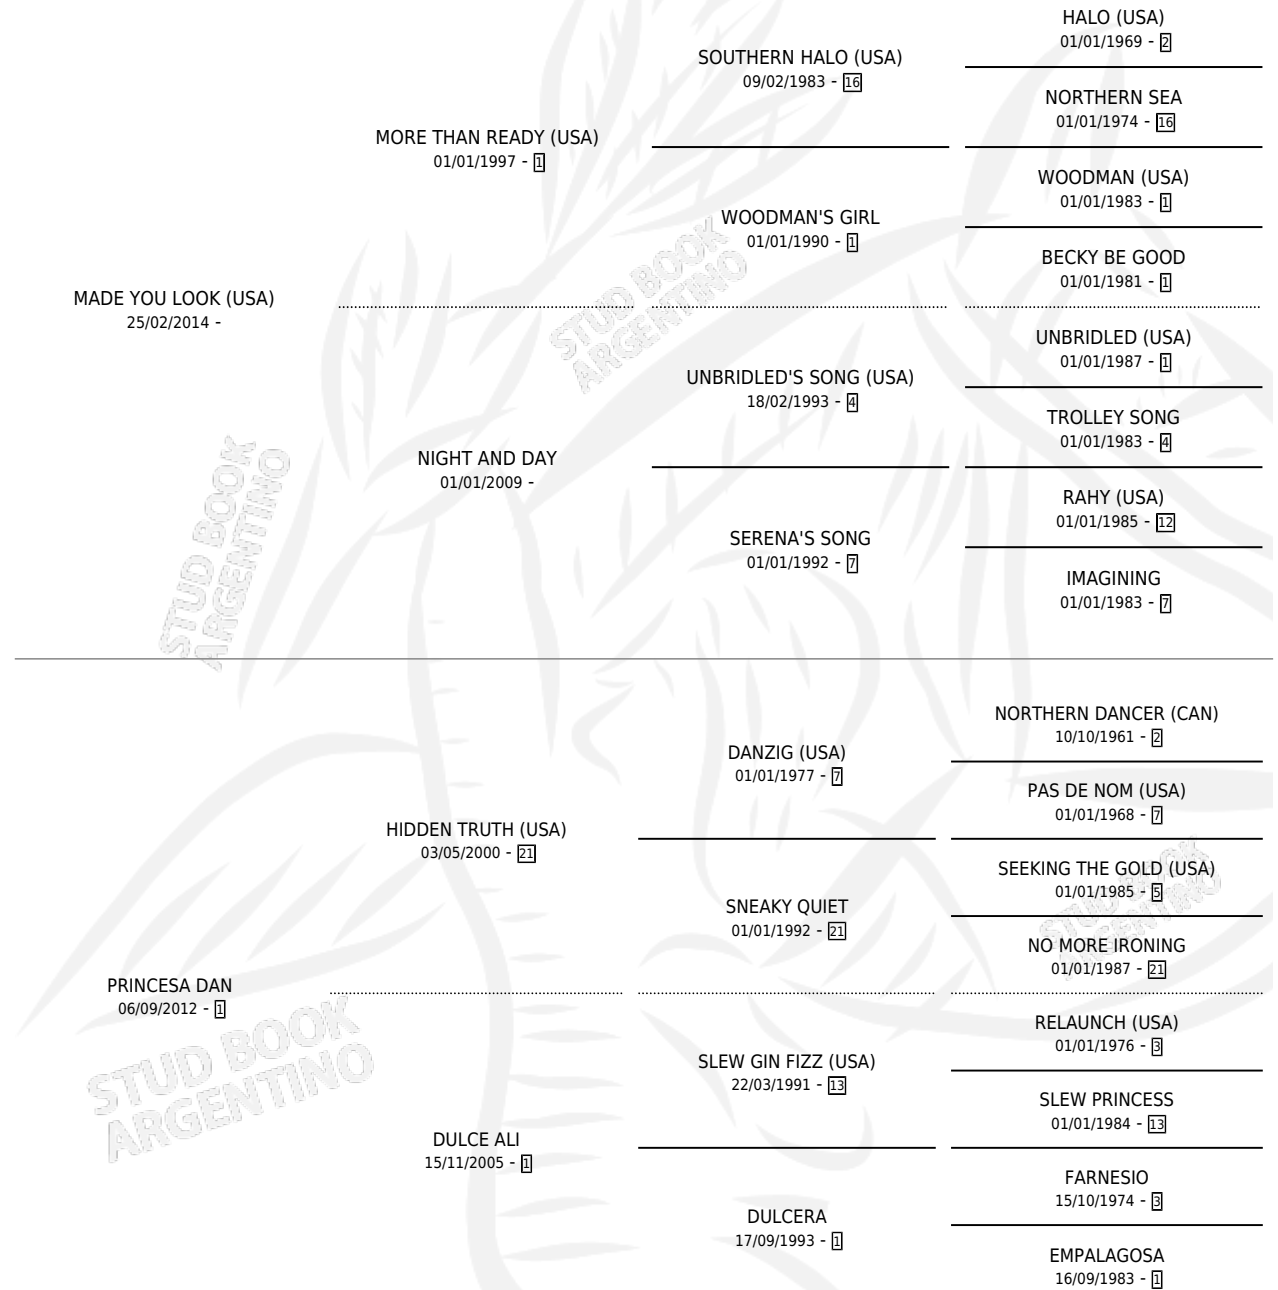 HALO (USA)
01/01/1969 - 2
SOUTHERN HALO (USA)
09/02/1983 - 16
NORTHERN SEA
01/01/1974 - 16
MORE THAN READY (USA)
01/01/1997 - 1
WOODMAN (USA)
01/01/1983 - 1
WOODMAN'S GIRL
01/01/1990 - 1
BECKY BE GOOD
01/01/1981 - 1
MADE YOU LOOK (USA)
25/02/2014 -
UNBRIDLED (USA)
01/01/1987 - 1
UNBRIDLED'S SONG (USA)
18/02/1993 - 4
TROLLEY SONG
01/01/1983 - 4
NIGHT AND DAY
01/01/2009 -
RAHY (USA)
01/01/1985 - 12
SERENA'S SONG
01/01/1992 - 7
IMAGINING
01/01/1983 - 7
NORTHERN DANCER (CAN)
10/10/1961 - 2
DANZIG (USA)
01/01/1977 - 7
PAS DE NOM (USA)
01/01/1968 - 7
HIDDEN TRUTH (USA)
03/05/2000 - 21
SEEKING THE GOLD (USA)
01/01/1985 - 5
SNEAKY QUIET
01/01/1992 - 21
NO MORE IRONING
01/01/1987 - 21
PRINCESA DAN
06/09/2012 - 1
RELAUNCH (USA)
01/01/1976 - 3
SLEW GIN FIZZ (USA)
22/03/1991 - 13
SLEW PRINCESS
01/01/1984 - 13
DULCE ALI
15/11/2005 - 1
FARNESIO
15/10/1974 - 3
DULCERA
17/09/1993 - 1
EMPALAGOSA
16/09/1983 - 1
STUD BOOK
ARGENTINO
STUD BOOK
ARGENTINO
STUD BOOK
ARGENTINO
STUD BOOK
ARGENTINO